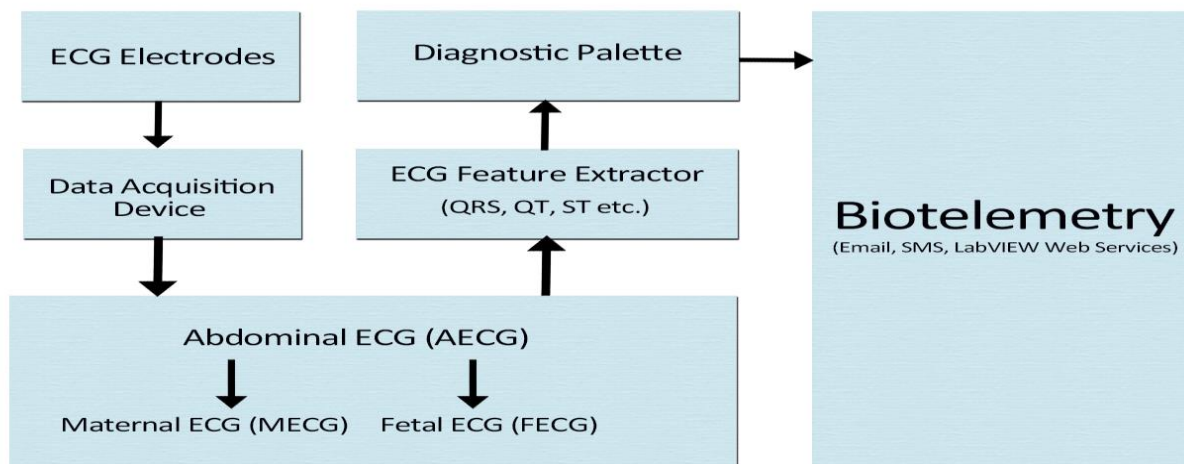 ECG Electrodes
Data Acquisition
Device
Abdominal ECG (AECG)
Maternal ECG (MECG)
Fetal ECG (FECG)
ECG Feature Extractor
(QRS, QT, ST etc.)
Diagnostic Palette
Biotelemetry
(Email, SMS, LabVIEW Web Services)